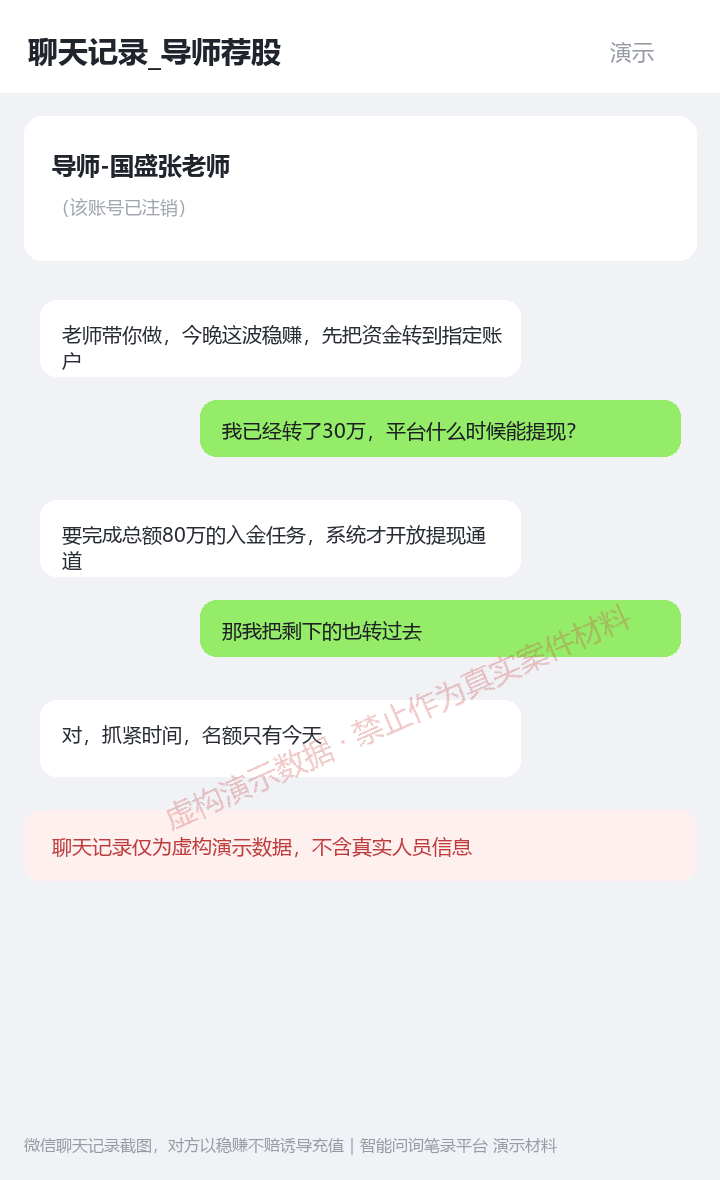 聊天记录_导师荐股
演示
导师-国盛张老师
（该账号已注销）
老师带你做，今晚这波稳赚，先把资金转到指定账
户
我已经转了30万，平台什么时候能提现？
要完成总额80万的入金任务，系统才开放提现通
道
那我把剩下的也转过去
对，抓紧时间，名额只有今天
虚构演示数据 · 禁止作为真实案件材料
聊天记录仅为虚构演示数据，不含真实人员信息
微信聊天记录截图，对方以稳赚不赔诱导充值 | 智能问询笔录平台 演示材料